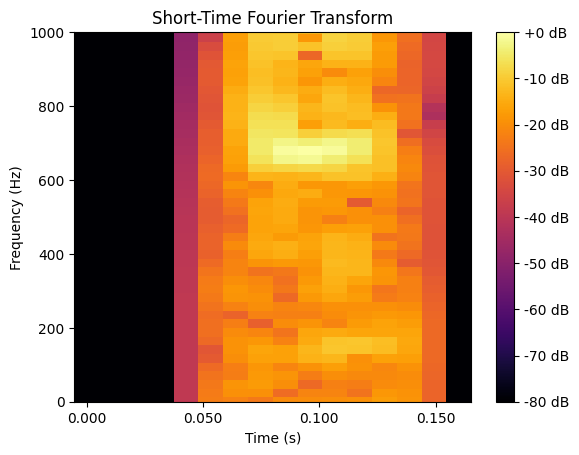 Short-Time Fourier Transform
1000
800
600
400
200
0
Frequency (Hz)
0.000
0.050
0.100
0.150
Time (s)
+0 dB
-10 dB
-20 dB
-30 dB
-40 dB
-50 dB
-60 dB
-70 dB
-80 dB